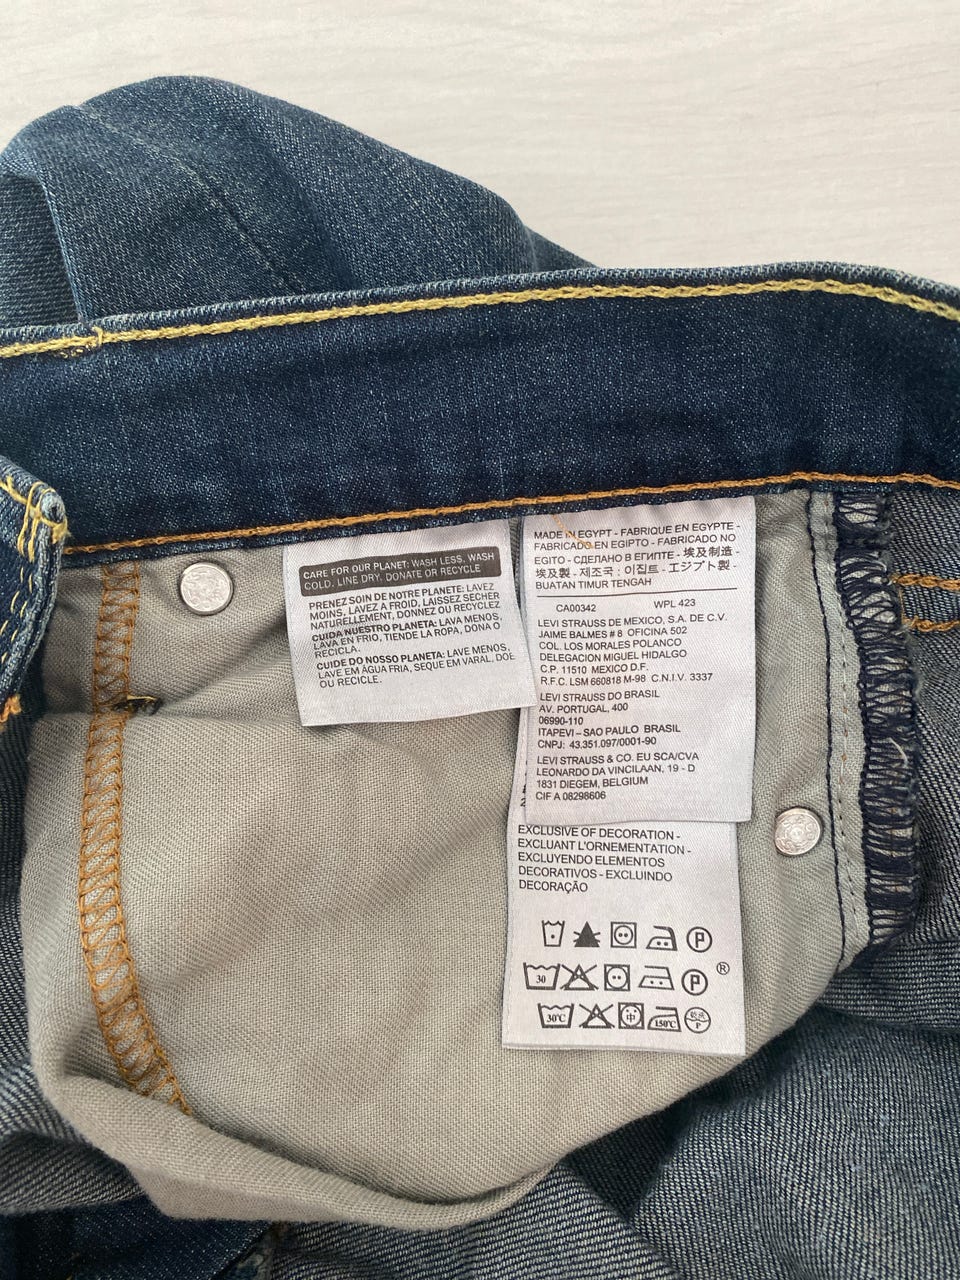 CARE FOR OUR PLANET: WASH LESS, WASH
COLD, LINE DRY, DONATE OR RECYCLE
PRENEZ SOIN DE NOTRE PLANETE: LAVEZ
MOINS, LAVEZ A FROID, LAISSEZ SECHER
NATURELLEMENT, DONNEZ OU RECYCLEZ
CUIDA NUESTRO PLANETA: LAVA MENOS,
LAVA EN FRIO, TIENDE LA ROPA, DONA O
RECICLA.
CUIDE DO NOSSO PLANETA: LAVE MENOS,
LAVE EM ÁGUA FRIA, SEQUE EM VARAL, DOE
OU RECICLE.
MADE IN EGYPT - FABRIQUE EN EGYPTE -
FABRICADO EN EGIPTO - FABRICADO NO
EGITO - СДЕЛАНО В ЕГИПТЕ - 埃及制造 -
埃及製 - 제조국 : 이집트 - エジプト製 -
BUATAN TIMUR TENGAH
CA00342 WPL 423
LEVI STRAUSS DE MEXICO, S.A. DE C.V.
JAIME BALMES # 8 OFICINA 502
COL. LOS MORALES POLANCO
DELEGACION MIGUEL HIDALGO
C.P. 11510 MEXICO D.F.
R.F.C. LSM 660818 M-98 C.N.I.V. 3337
LEVI STRAUSS DO BRASIL
AV. PORTUGAL, 400
06990-110
ITAPEVI – SAO PAULO BRASIL
CNPJ: 43.351.097/0001-90
LEVI STRAUSS & CO. EU SCA/CVA
LEONARDO DA VINCILAAN, 19 - D
1831 DIEGEM, BELGIUM
CIF A 08298606
EXCLUSIVE OF DECORATION -
EXCLUANT L'ORNEMENTATION -
EXCLUYENDO ELEMENTOS
DECORATIVOS - EXCLUINDO
DECORAÇÃO
P
30 P ®
30°C 中 150°C P